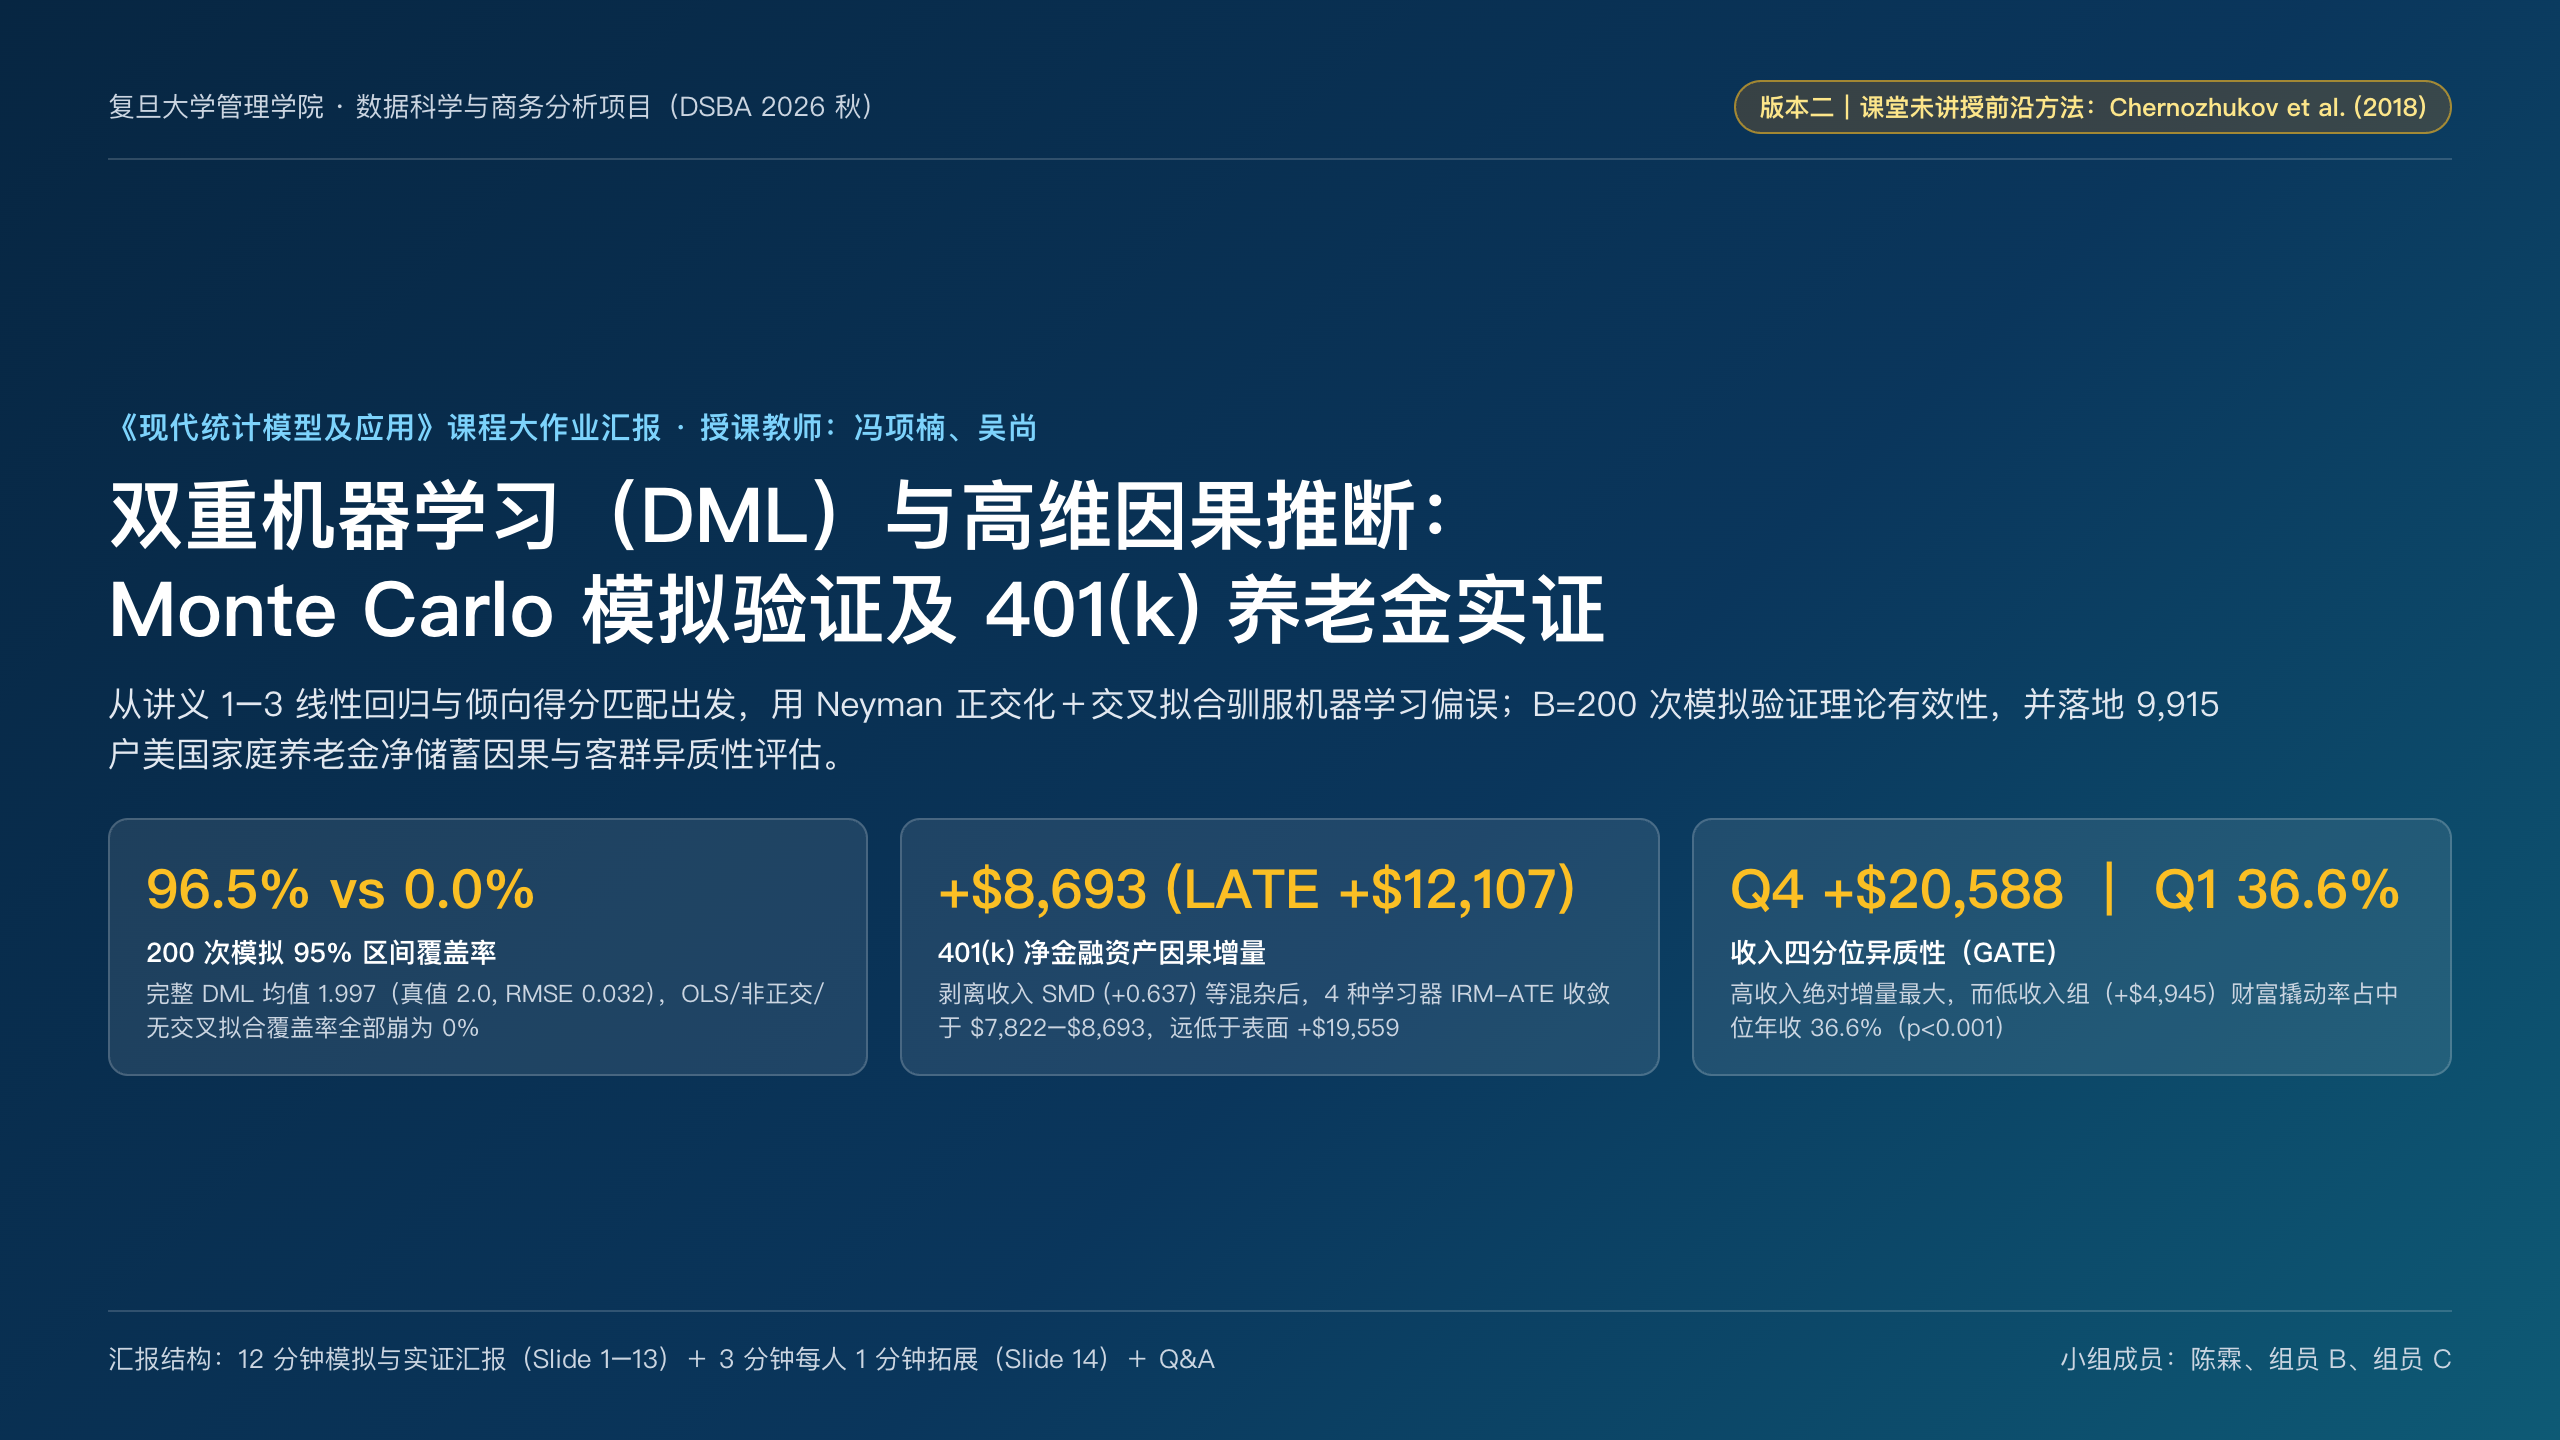 复旦大学管理学院 · 数据科学与商务分析项目（DSBA 2026 秋）
版本二｜课堂未讲授前沿方法：Chernozhukov et al. (2018)
《现代统计模型及应用》课程大作业汇报 · 授课教师：冯项楠、吴尚
双重机器学习（DML）与高维因果推断：
Monte Carlo 模拟验证及 401(k) 养老金实证
从讲义 1–3 线性回归与倾向得分匹配出发，用 Neyman 正交化＋交叉拟合驯服机器学习偏误；B=200 次模拟验证理论有效性，并落地 9,915
户美国家庭养老金净储蓄因果与客群异质性评估。
96.5% vs 0.0%
200 次模拟 95% 区间覆盖率
完整 DML 均值 1.997（真值 2.0, RMSE 0.032），OLS/非正交/
无交叉拟合覆盖率全部崩为 0%
+$8,693 (LATE +$12,107)
401(k) 净金融资产因果增量
剥离收入 SMD (+0.637) 等混杂后，4 种学习器 IRM-ATE 收敛
于 $7,822–$8,693，远低于表面 +$19,559
Q4 +$20,588 ｜ Q1 36.6%
收入四分位异质性（GATE）
高收入绝对增量最大，而低收入组（+$4,945）财富撬动率占中
位年收 36.6%（p<0.001）
汇报结构：12 分钟模拟与实证汇报（Slide 1–13）＋ 3 分钟每人 1 分钟拓展（Slide 14）＋ Q&A
小组成员：陈霖、组员 B、组员 C